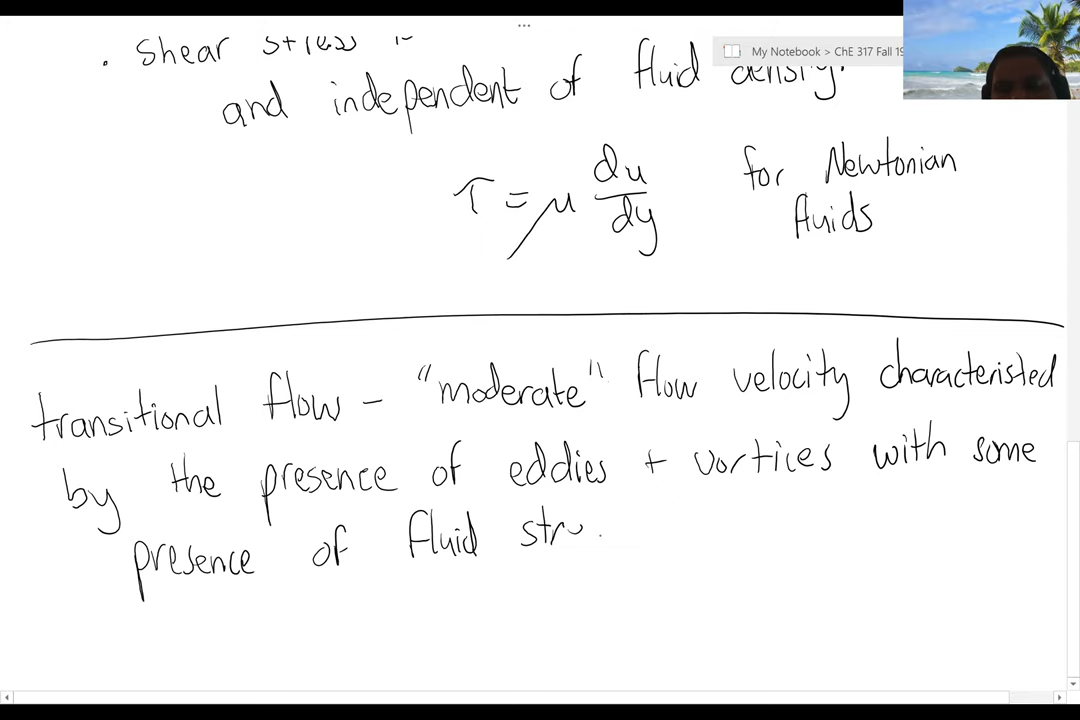 . Shear stress is
My Notebook > ChE 317 Fall 19
and independent of fluid density.
τ = μ du/dy for Newtonian
fluids
transitional flow - "moderate" flow velocity characteristed
by the presence of eddies + vortices with some
presence of fluid stru